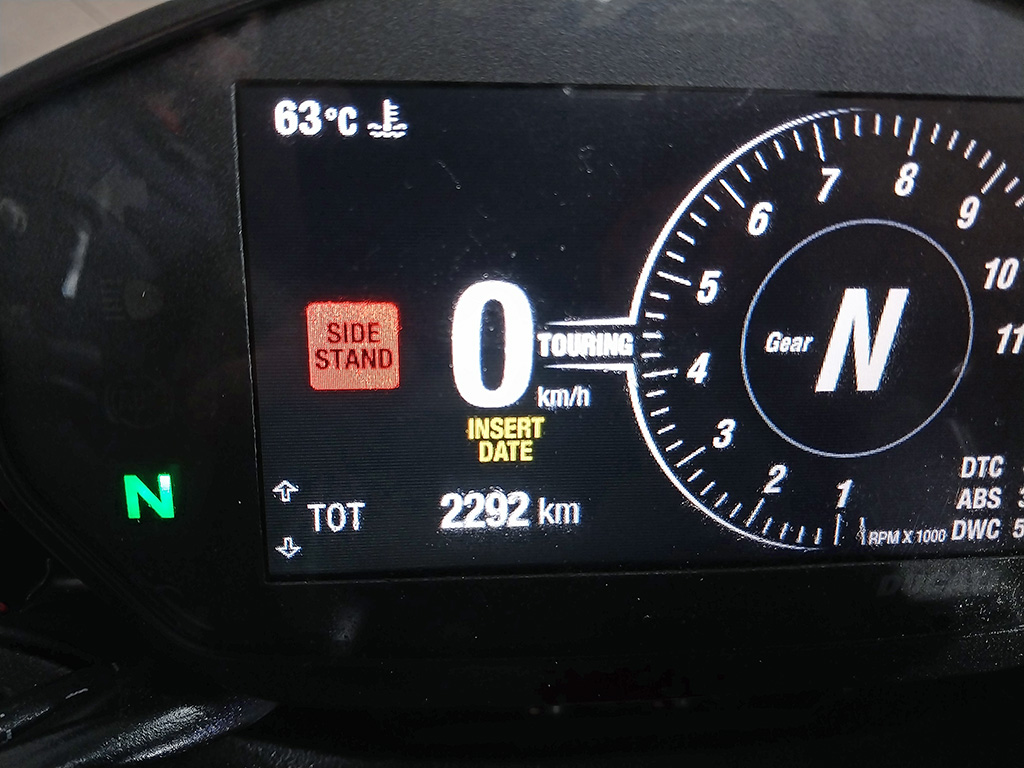 63°C
7
8
6
9
5
10
SIDE
STAND
0
TOURING
Gear
N
11
4
km/h
INSERT
DATE
3
N
2
1
DTC
TOT
2292 km
ABS
RPM X 1000
DWC 5